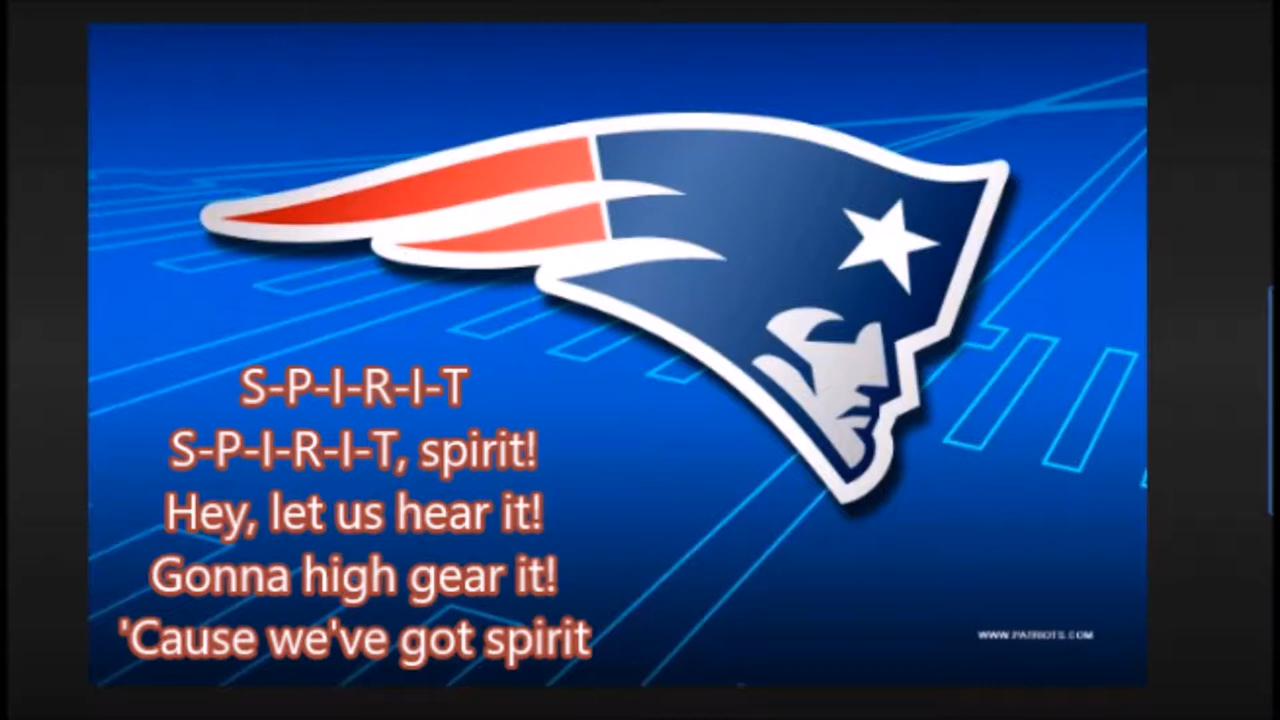 S-P-I-R-I-T
S-P-I-R-I-T, spirit!
Hey, let us hear it!
Gonna high gear it!
'Cause we've got spirit
WWW.PATRIOTS.COM